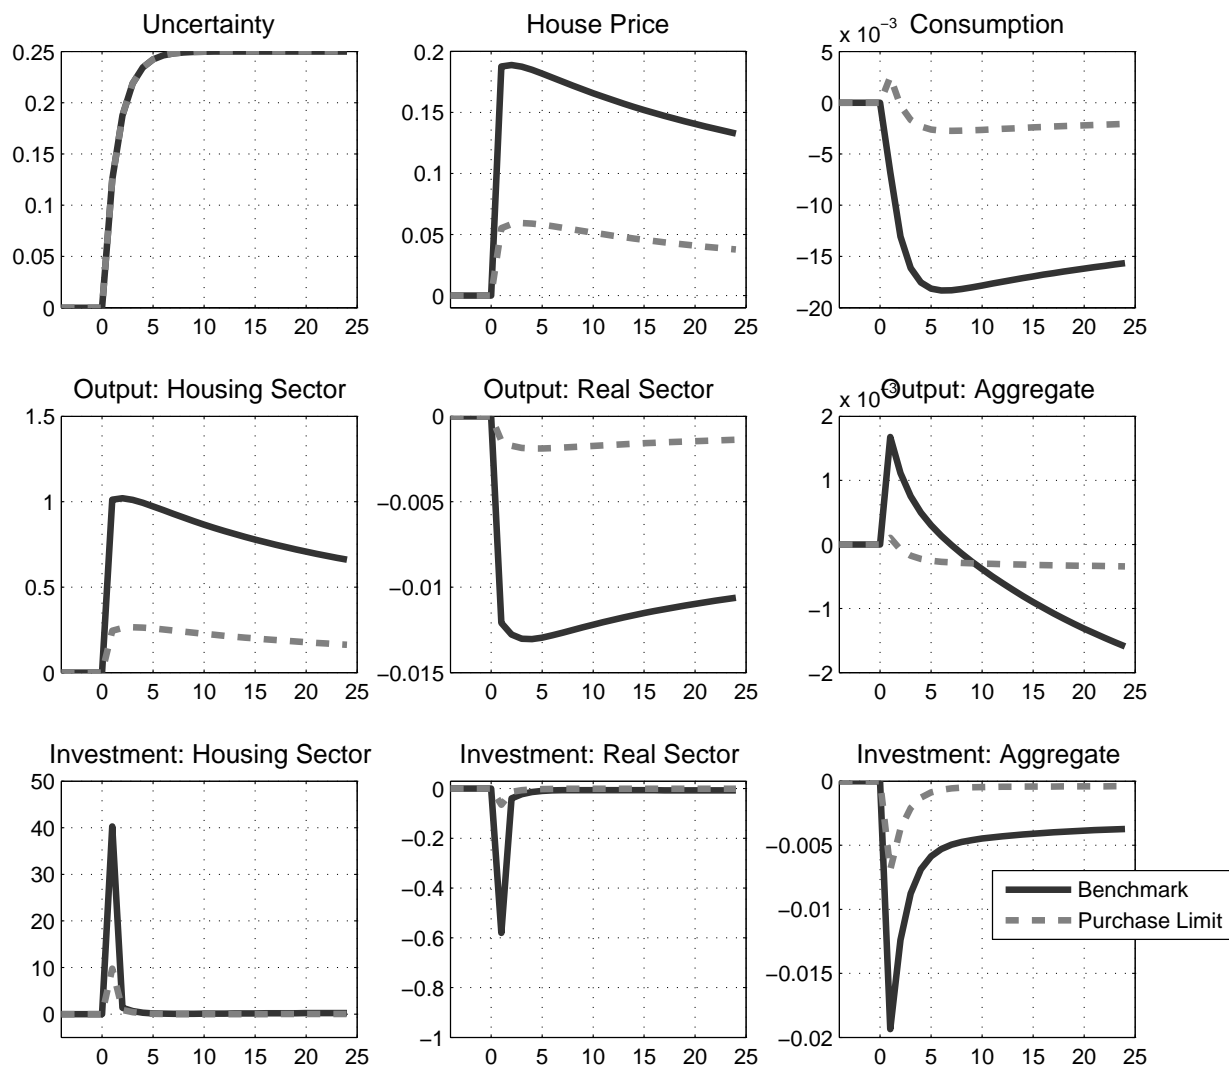 Uncertainty
0.25
0.2
0.15
0.1
0.05
0
0 5 10 15 20 25
House Price
0.2
0.15
0.1
0.05
0
0 5 10 15 20 25
x 10−3 Consumption
5
0
−5
−10
−15
−20
0 5 10 15 20 25
Output: Housing Sector
1.5
1
0.5
0
0 5 10 15 20 25
Output: Real Sector
0
−0.005
−0.01
−0.015
0 5 10 15 20 25
x 10−3
Output: Aggregate
2
1
0
−1
−2
0 5 10 15 20 25
Investment: Housing Sector
50
40
30
20
10
0
0 5 10 15 20 25
Investment: Real Sector
0
−0.2
−0.4
−0.6
−0.8
−1
0 5 10 15 20 25
Investment: Aggregate
0
−0.005
−0.01
−0.015
−0.02
0 5 10 15 20 25
Benchmark
Purchase Limit